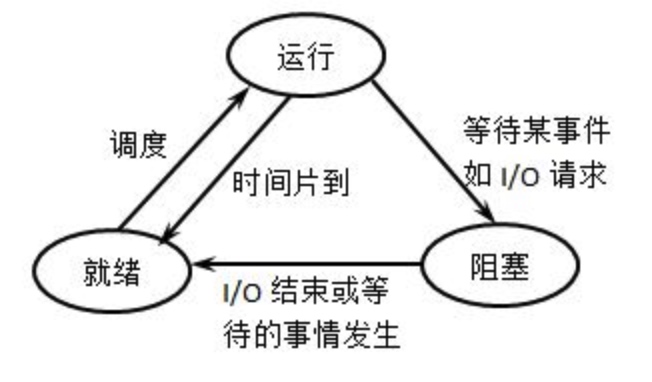 运行
调度
等待某事件
如 I/O 请求
时间片到
就绪
阻塞
I/O 结束或等
待的事情发生